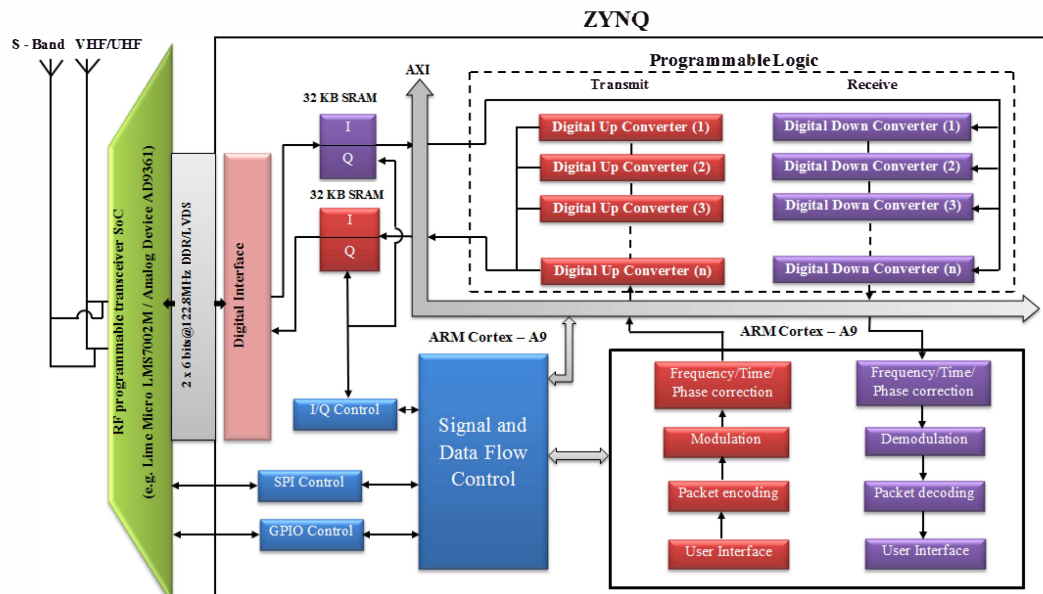 ZYNQ
S - Band VHF/UHF
RF programmable transceiver SoC
(e.g. Lime Micro LMS7002M / Analog Device AD9361)
2 x 6 bits@122.8MHz DDR/LVDS
Digital Interface
32 KB SRAM
I
Q
32 KB SRAM
I
Q
AXI
Programmable Logic
Transmit
Receive
Digital Up Converter (1)
Digital Up Converter (2)
Digital Up Converter (3)
Digital Up Converter (n)
Digital Down Converter (1)
Digital Down Converter (2)
Digital Down Converter (3)
Digital Down Converter (n)
ARM Cortex – A9
I/Q Control
SPI Control
GPIO Control
Signal and
Data Flow
Control
ARM Cortex – A9
Frequency/Time/
Phase correction
Modulation
Packet encoding
User Interface
Frequency/Time/
Phase correction
Demodulation
Packet decoding
User Interface